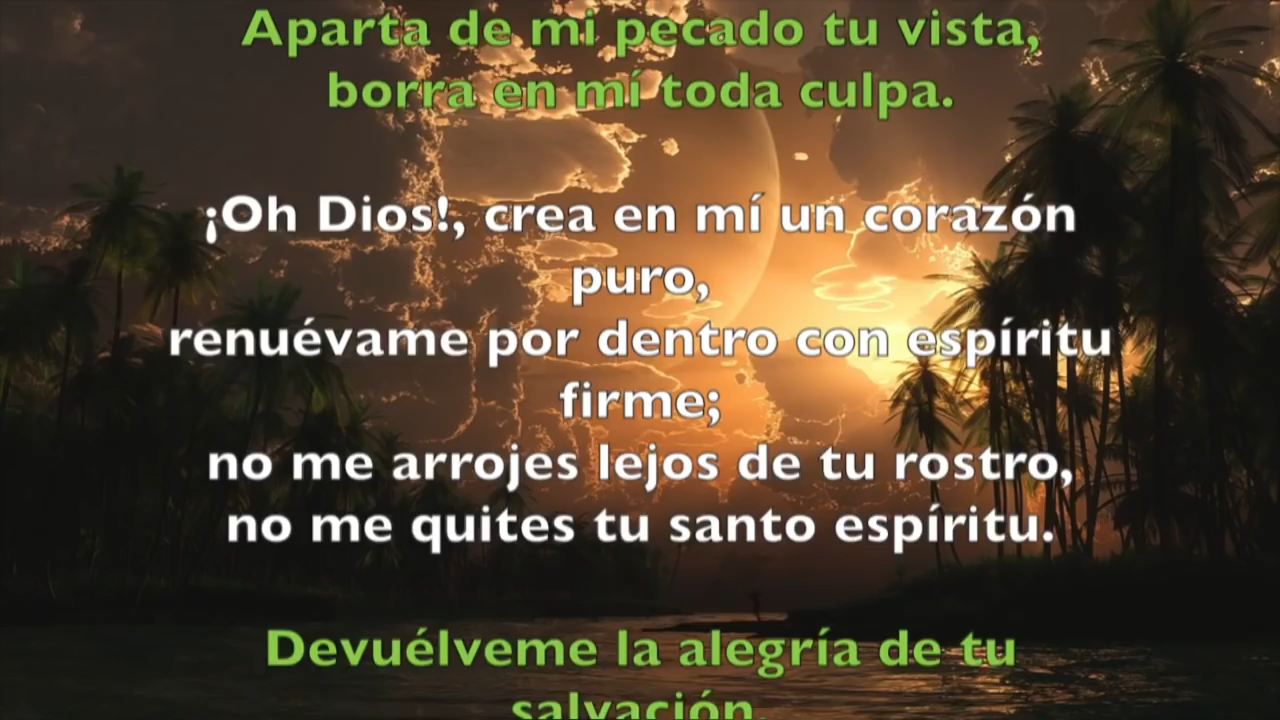 Aparta de mi pecado tu vista,
borra en mí toda culpa.
¡Oh Dios!, crea en mí un corazón
puro,
renuévame por dentro con espíritu
firme;
no me arrojes lejos de tu rostro,
no me quites tu santo espíritu.
Devuélveme la alegría de tu
salvación,